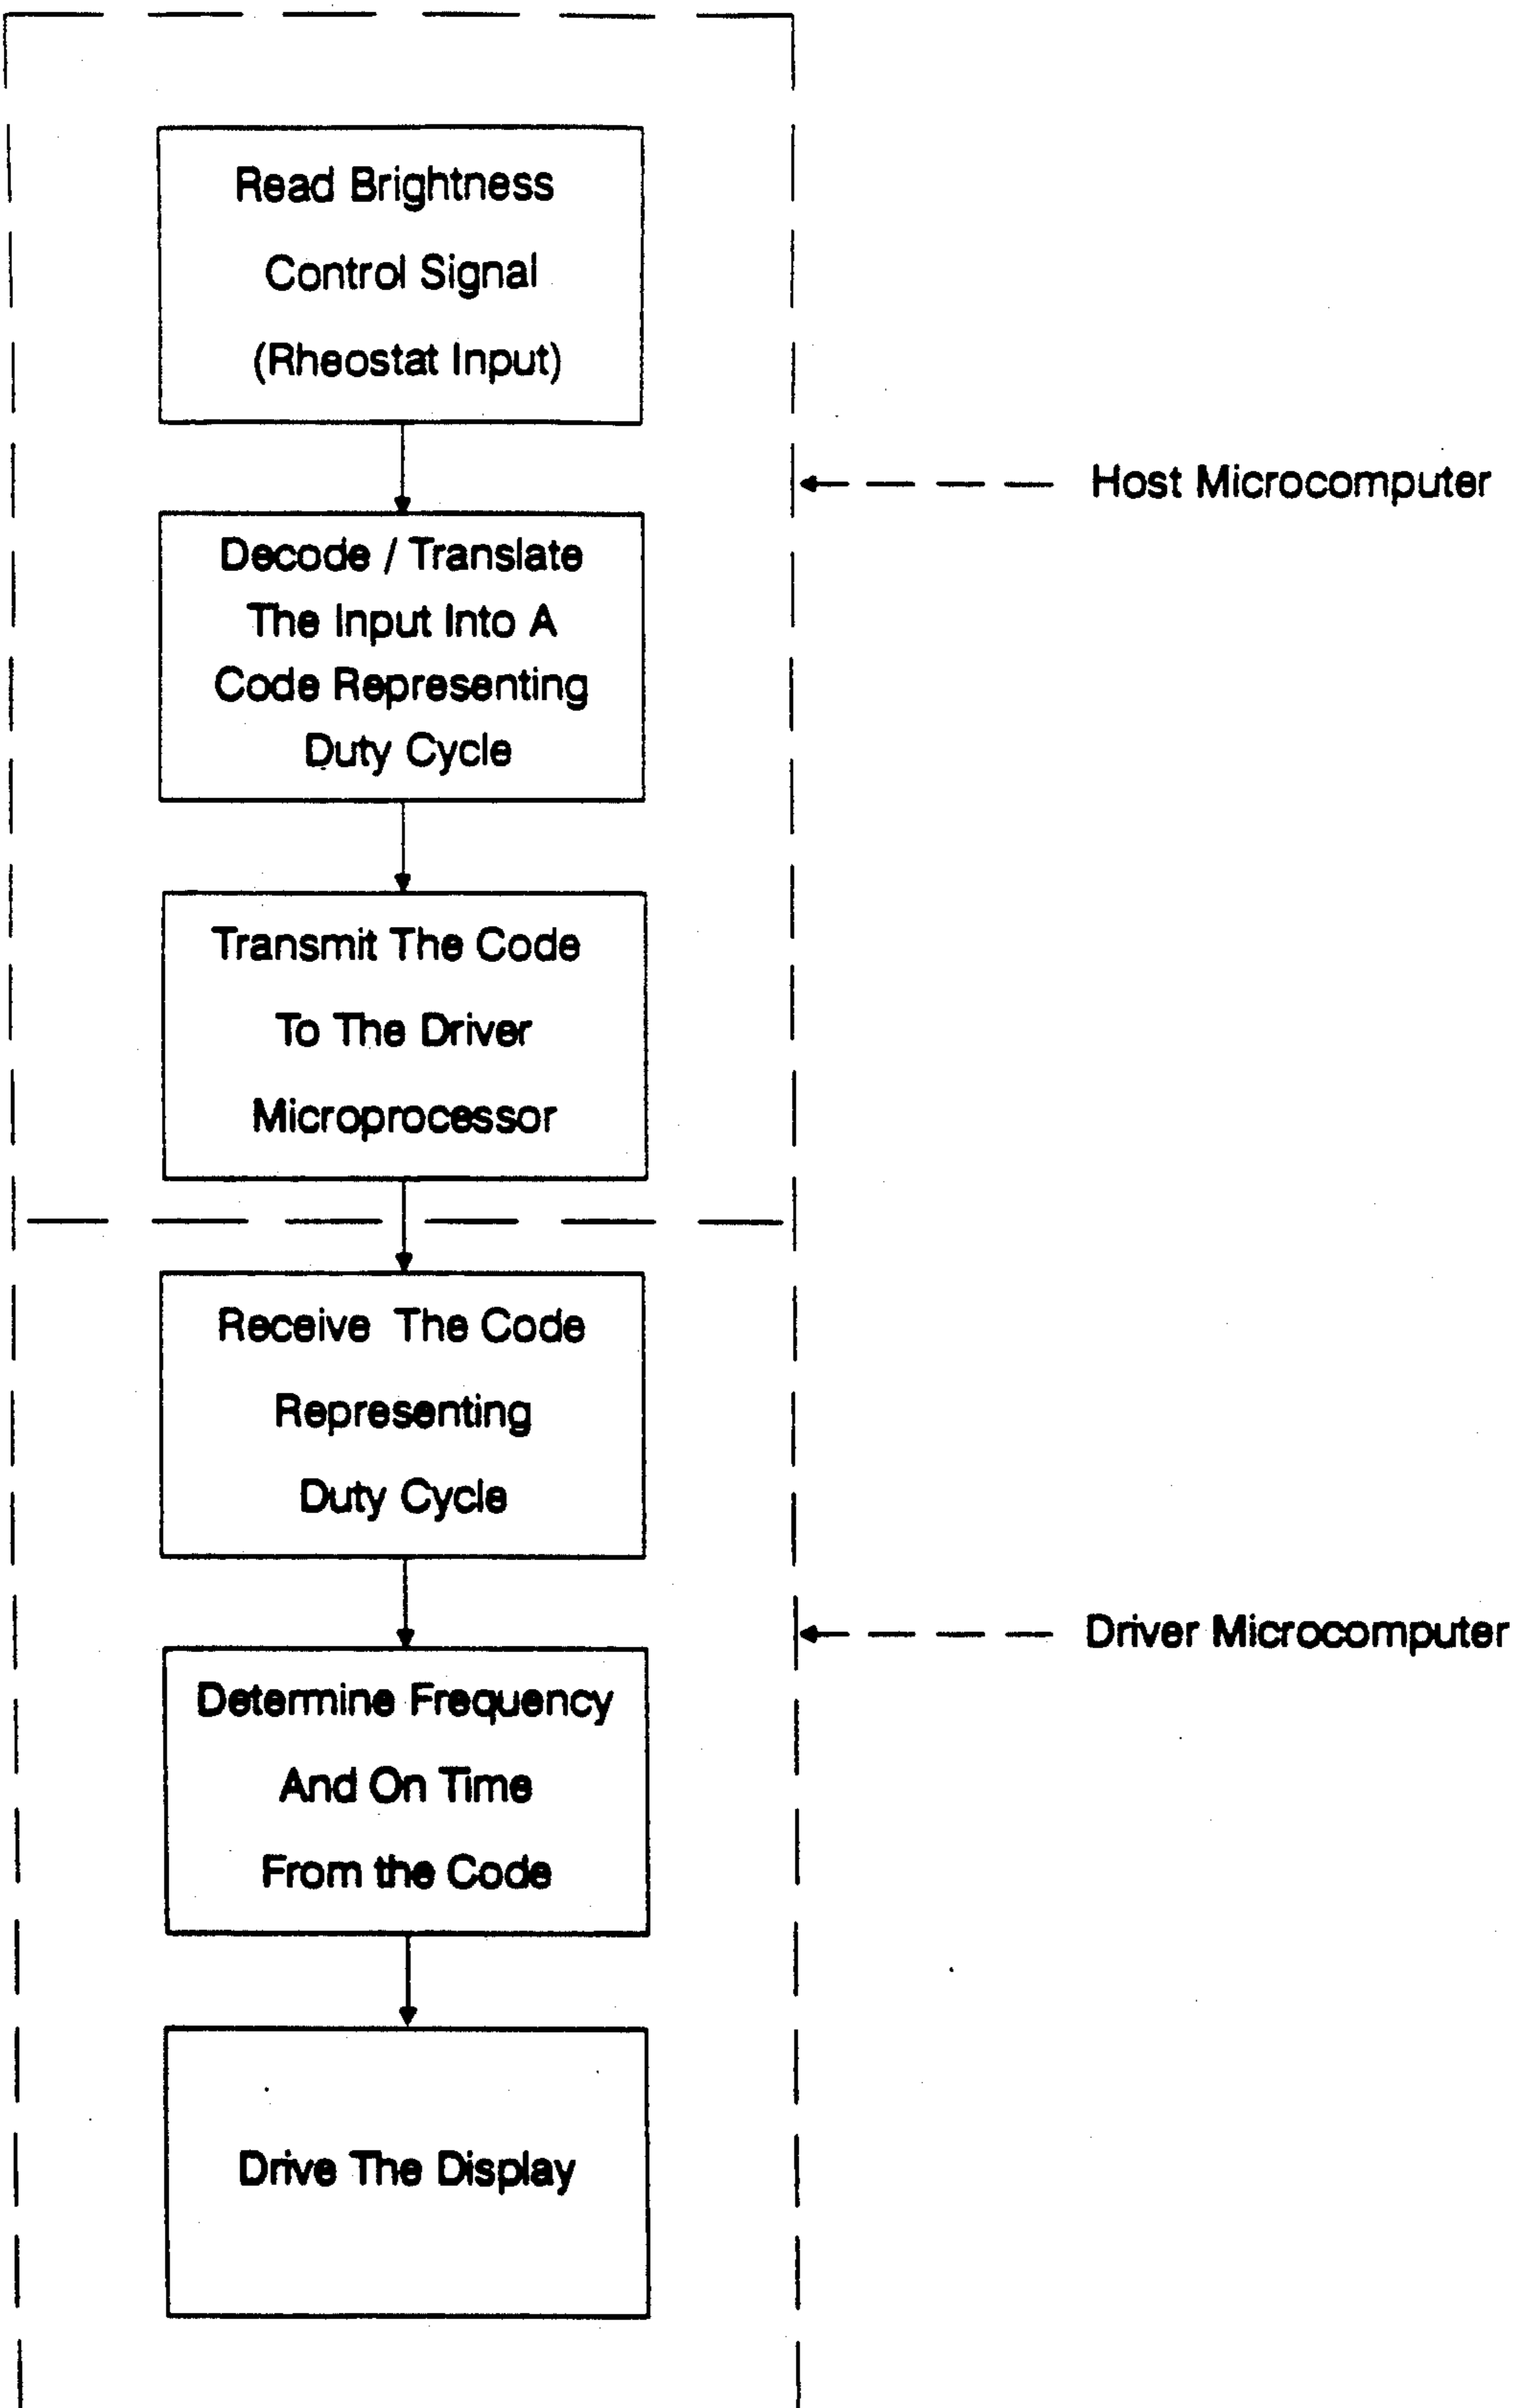 Read Brightness
Control Signal
(Rheostat Input)
Host Microcomputer
Decode / Translate
The Input Into A
Code Representing
Duty Cycle
Transmit The Code
To The Driver
Microprocessor
Receive The Code
Representing
Duty Cycle
Driver Microcomputer
Determine Frequency
And On Time
From the Code
Drive The Display